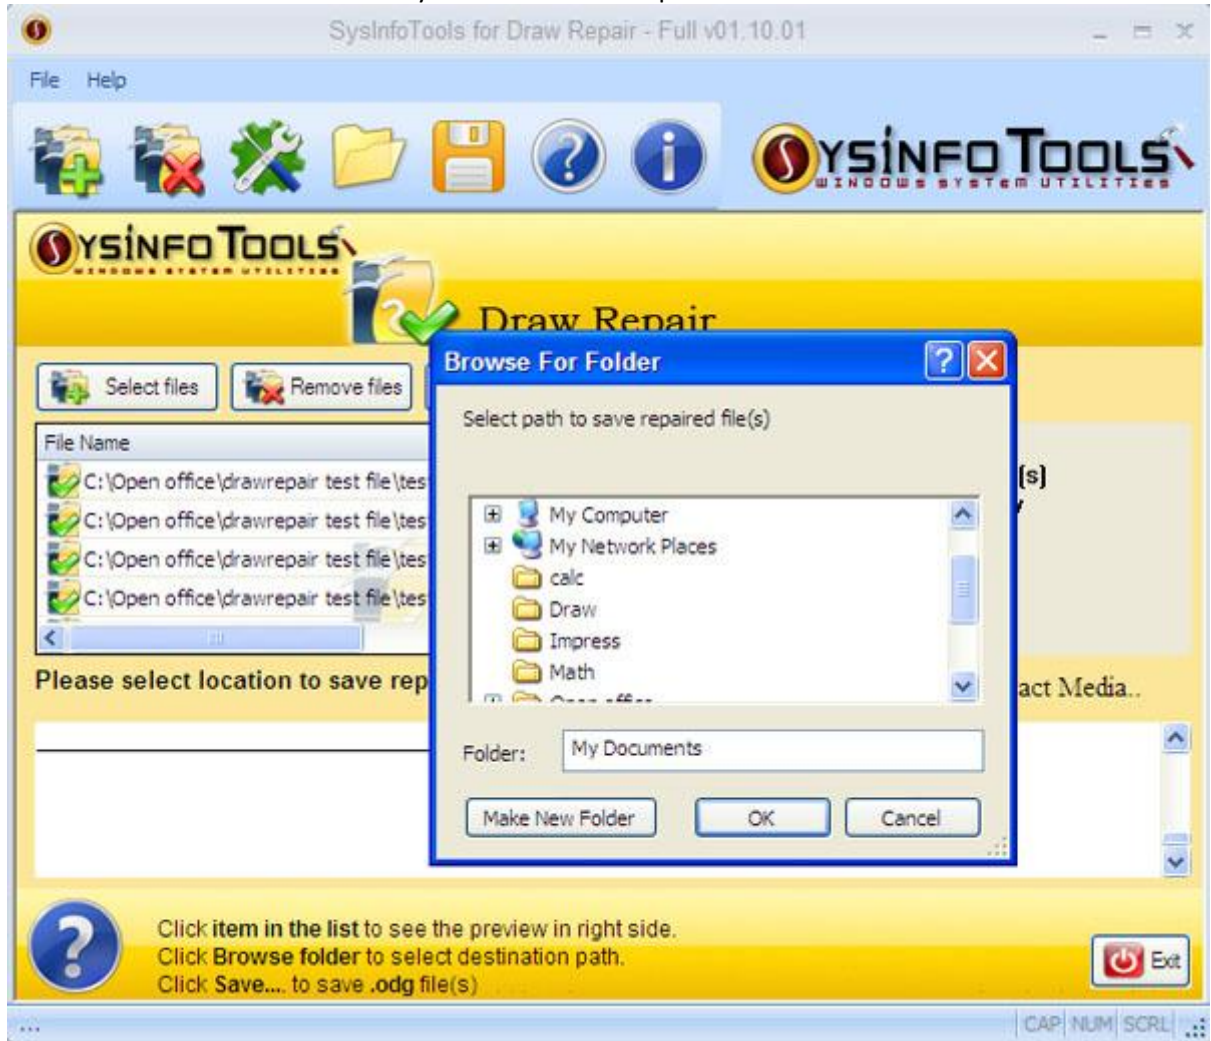 SysInfoTools for Draw Repair - Full v01.10.01
File Help
SYSINFO TOOLS
WINDOWS SYSTEM UTILITIES
SYSINFO TOOLS
WINDOWS SYSTEM UTILITIES
Draw Repair
Select files Remove files
Browse For Folder
Select path to save repaired file(s)
File Name
C:\Open office\drawrepair test file\tes
C:\Open office\drawrepair test file\tes
C:\Open office\drawrepair test file\tes
C:\Open office\drawrepair test file\tes
(s)
My Computer
My Network Places
calc
Draw
Impress
Math
Open office
Please select location to save rep
act Media..
Folder: My Documents
Make New Folder OK Cancel
Click item in the list to see the preview in right side.
Click Browse folder to select destination path.
Click Save.... to save .odg file(s)
Exit
... CAP NUM SCRL